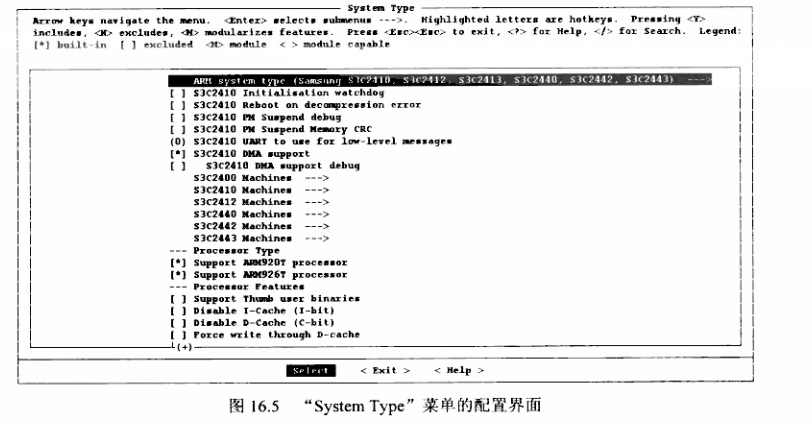 System Type
Arrow keys navigate the menu. <Enter> selects submenus --->. Highlighted letters are hotkeys. Pressing <Y>
includes, <N> excludes, <M> modularizes features. Press <Esc><Esc> to exit, <?> for Help, </> for Search. Legend:
[*] built-in [ ] excluded <M> module < > module capable
ARM system type (Samsung S3C2410, S3C2412, S3C2413, S3C2440, S3C2442, S3C2443) --->
[ ] S3C2410 Initialisation watchdog
[ ] S3C2410 Reboot on decompression error
[ ] S3C2410 PM Suspend debug
[ ] S3C2410 PM Suspend Memory CRC
(0) S3C2410 UART to use for low-level messages
[*] S3C2410 DMA support
[ ] S3C2410 DMA support debug
S3C2400 Machines --->
S3C2410 Machines --->
S3C2412 Machines --->
S3C2440 Machines --->
S3C2442 Machines --->
S3C2443 Machines --->
--- Processor Type
[*] Support ARM920T processor
[*] Support ARM926T processor
--- Processor Features
[ ] Support Thumb user binaries
[ ] Disable I-Cache (I-bit)
[ ] Disable D-Cache (C-bit)
[ ] Force write through D-cache
(+)
Select < Exit > < Help >
图 16.5 “System Type”菜单的配置界面